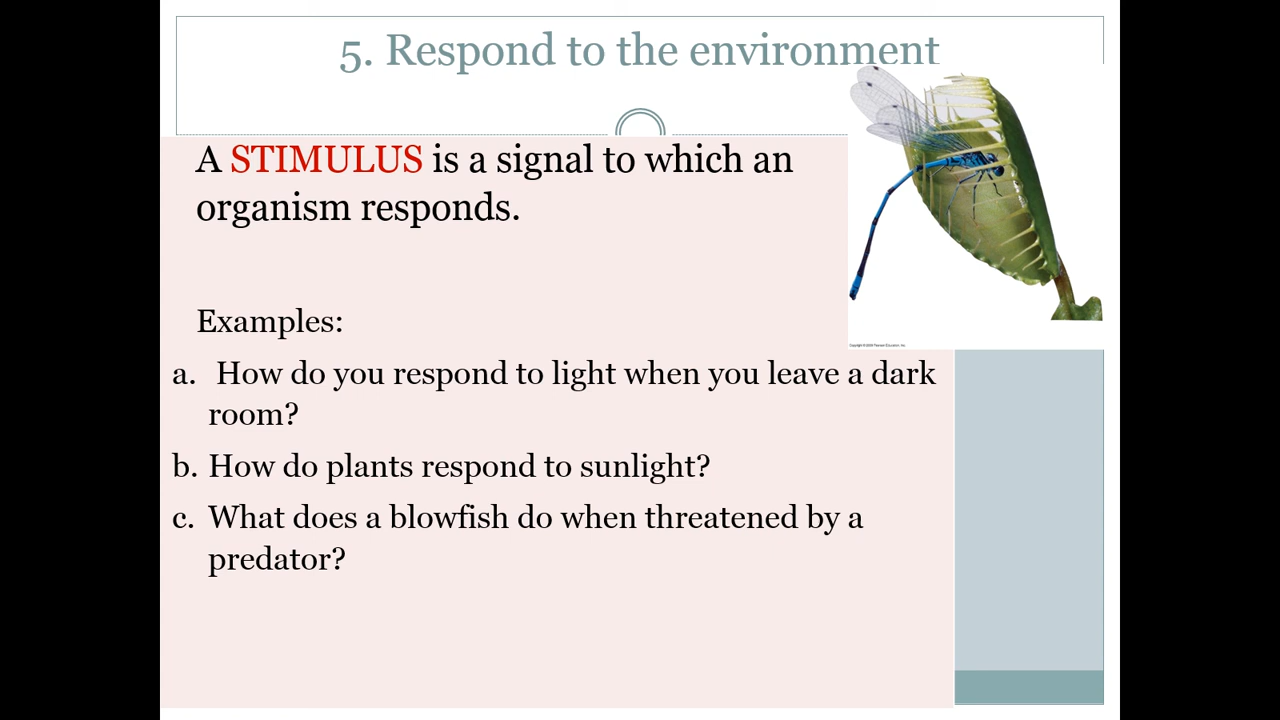 5. Respond to the environment
A STIMULUS is a signal to which an
organism responds.
Examples:
a. How do you respond to light when you leave a dark
room?
b. How do plants respond to sunlight?
c. What does a blowfish do when threatened by a
predator?